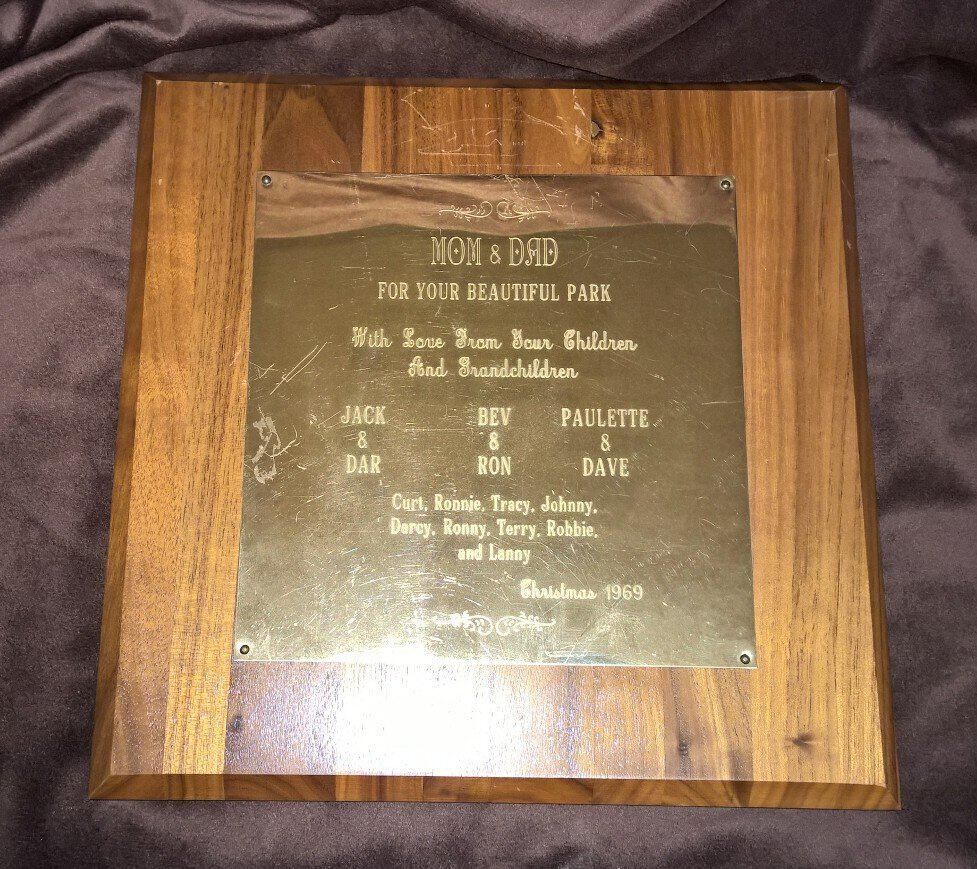 MOM & DAD
FOR YOUR BEAUTIFUL PARK
With Love From Your Children
And Grandchildren
JACK BEV PAULETTE
& & &
DAR RON DAVE
Curt, Ronnie, Tracy, Johnny,
Darcy, Ronny, Terry, Robbie,
and Lanny
Christmas 1969